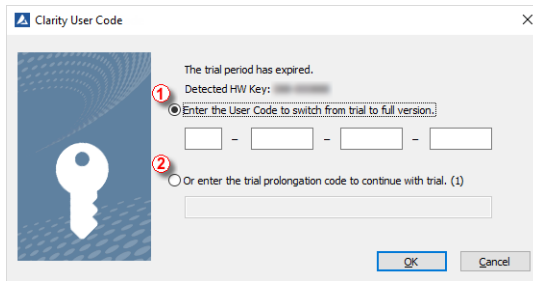 Clarity User Code
The trial period has expired.
Detected HW Key:
1
Enter the User Code to switch from trial to full version.
- - -
2
Or enter the trial prolongation code to continue with trial. (1)
OK Cancel